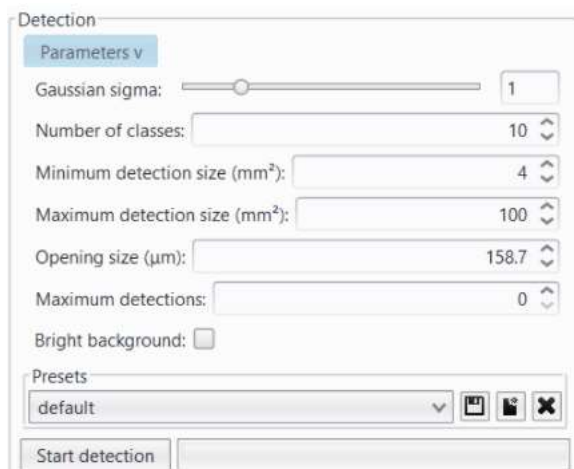 Detection
Parameters v
Gaussian sigma: 1
Number of classes: 10
Minimum detection size (mm²): 4
Maximum detection size (mm²): 100
Opening size (μm): 158.7
Maximum detections: 0
Bright background:
Presets
default
Start detection